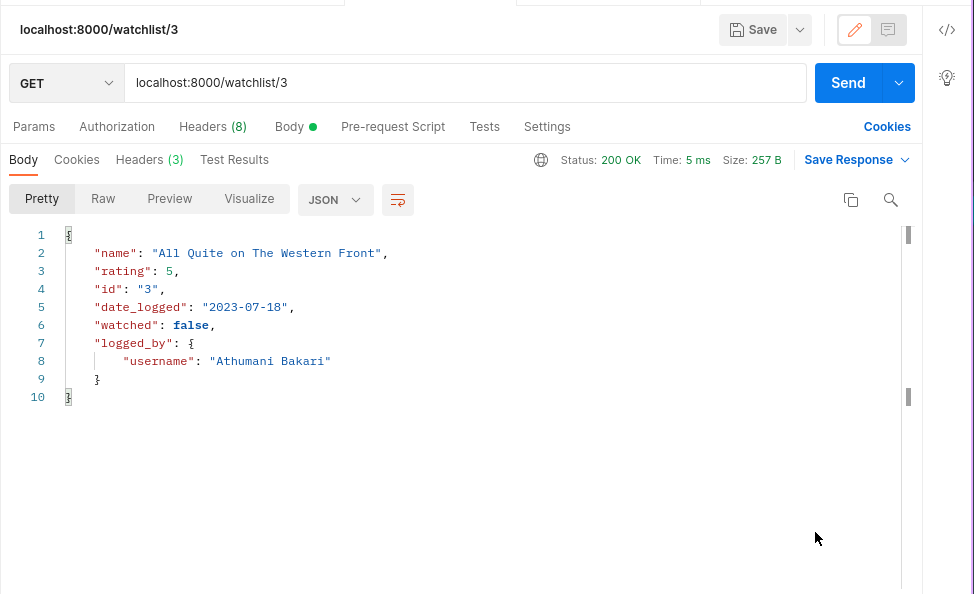 localhost:8000/watchlist/3
Save
</>
GET
localhost:8000/watchlist/3
Send
Params Authorization Headers (8) Body Pre-request Script Tests Settings Cookies
Body Cookies Headers (3) Test Results Status: 200 OK Time: 5 ms Size: 257 B Save Response
Pretty Raw Preview Visualize JSON
1 {
2 "name": "All Quite on The Western Front",
3 "rating": 5,
4 "id": "3",
5 "date_logged": "2023-07-18",
6 "watched": false,
7 "logged_by": {
8 "username": "Athumani Bakari"
9 }
10 }